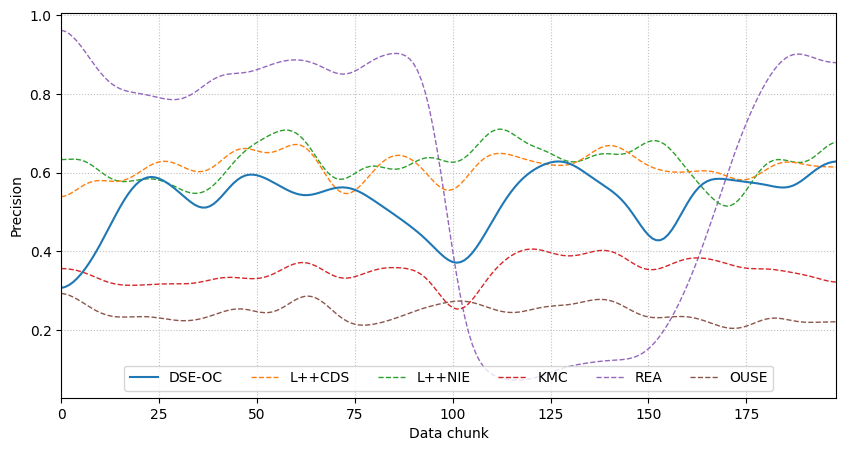 1.0
0.8
0.6
0.4
0.2
Precision
DSE-OC L++CDS L++NIE KMC REA OUSE
0 25 50 75 100 125 150 175
Data chunk